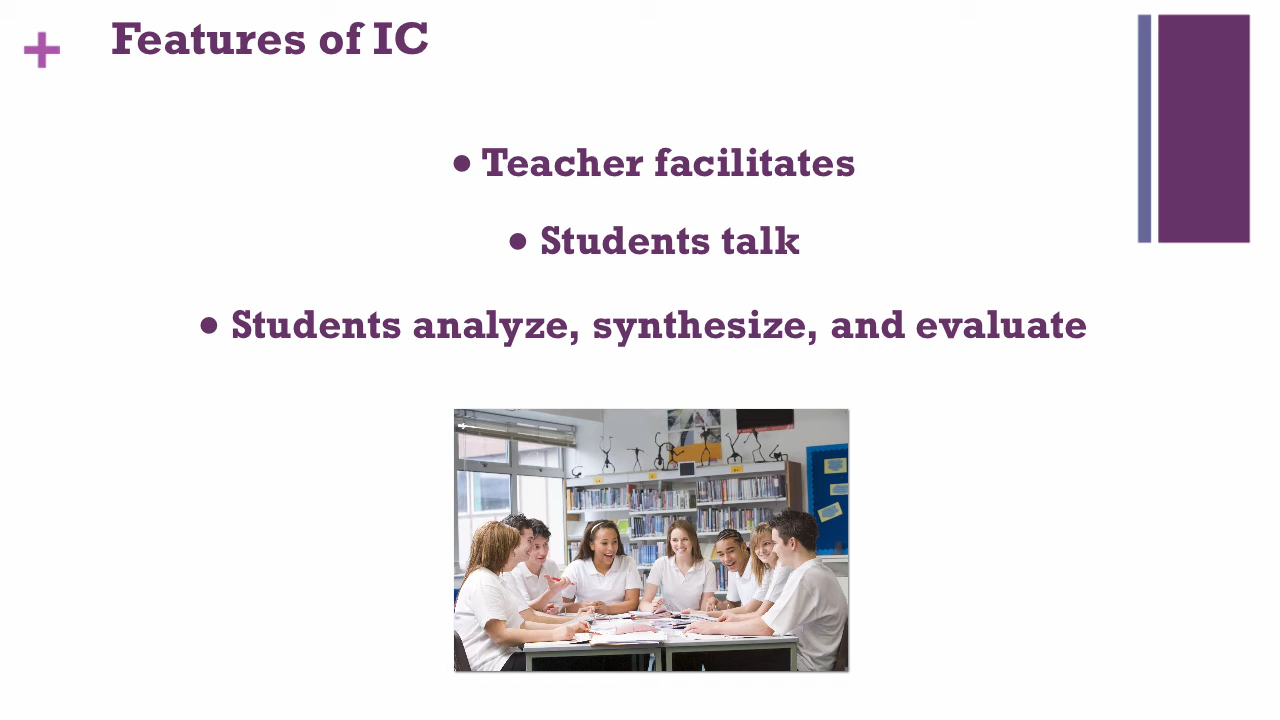 + Features of IC
• Teacher facilitates
• Students talk
• Students analyze, synthesize, and evaluate